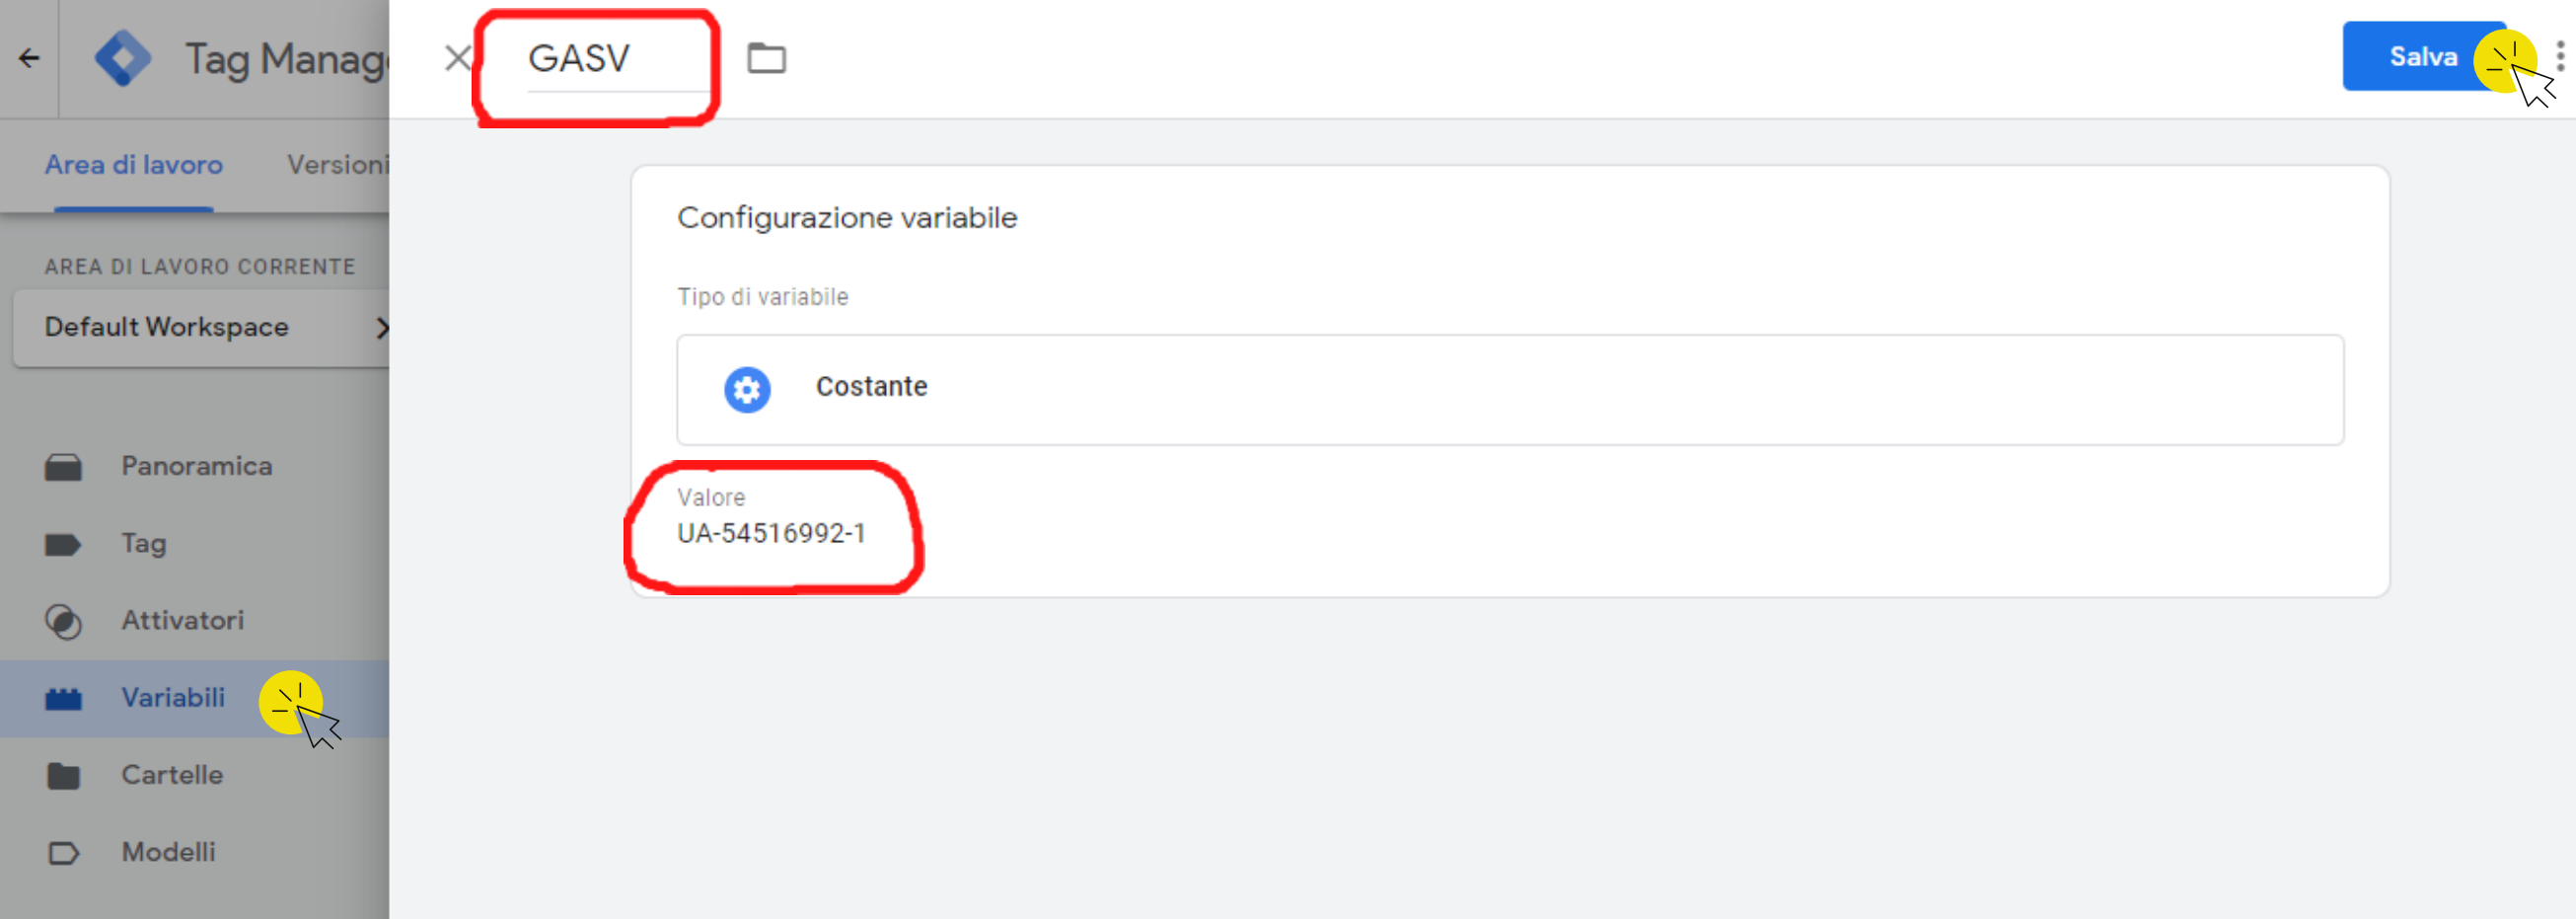 Tag Manag
GASV
Salva
Area di lavoro
Versioni
AREA DI LAVORO CORRENTE
Default Workspace
Panoramica
Tag
Attivatori
Variabili
Cartelle
Modelli
Configurazione variabile
Tipo di variabile
Costante
Valore
UA-54516992-1